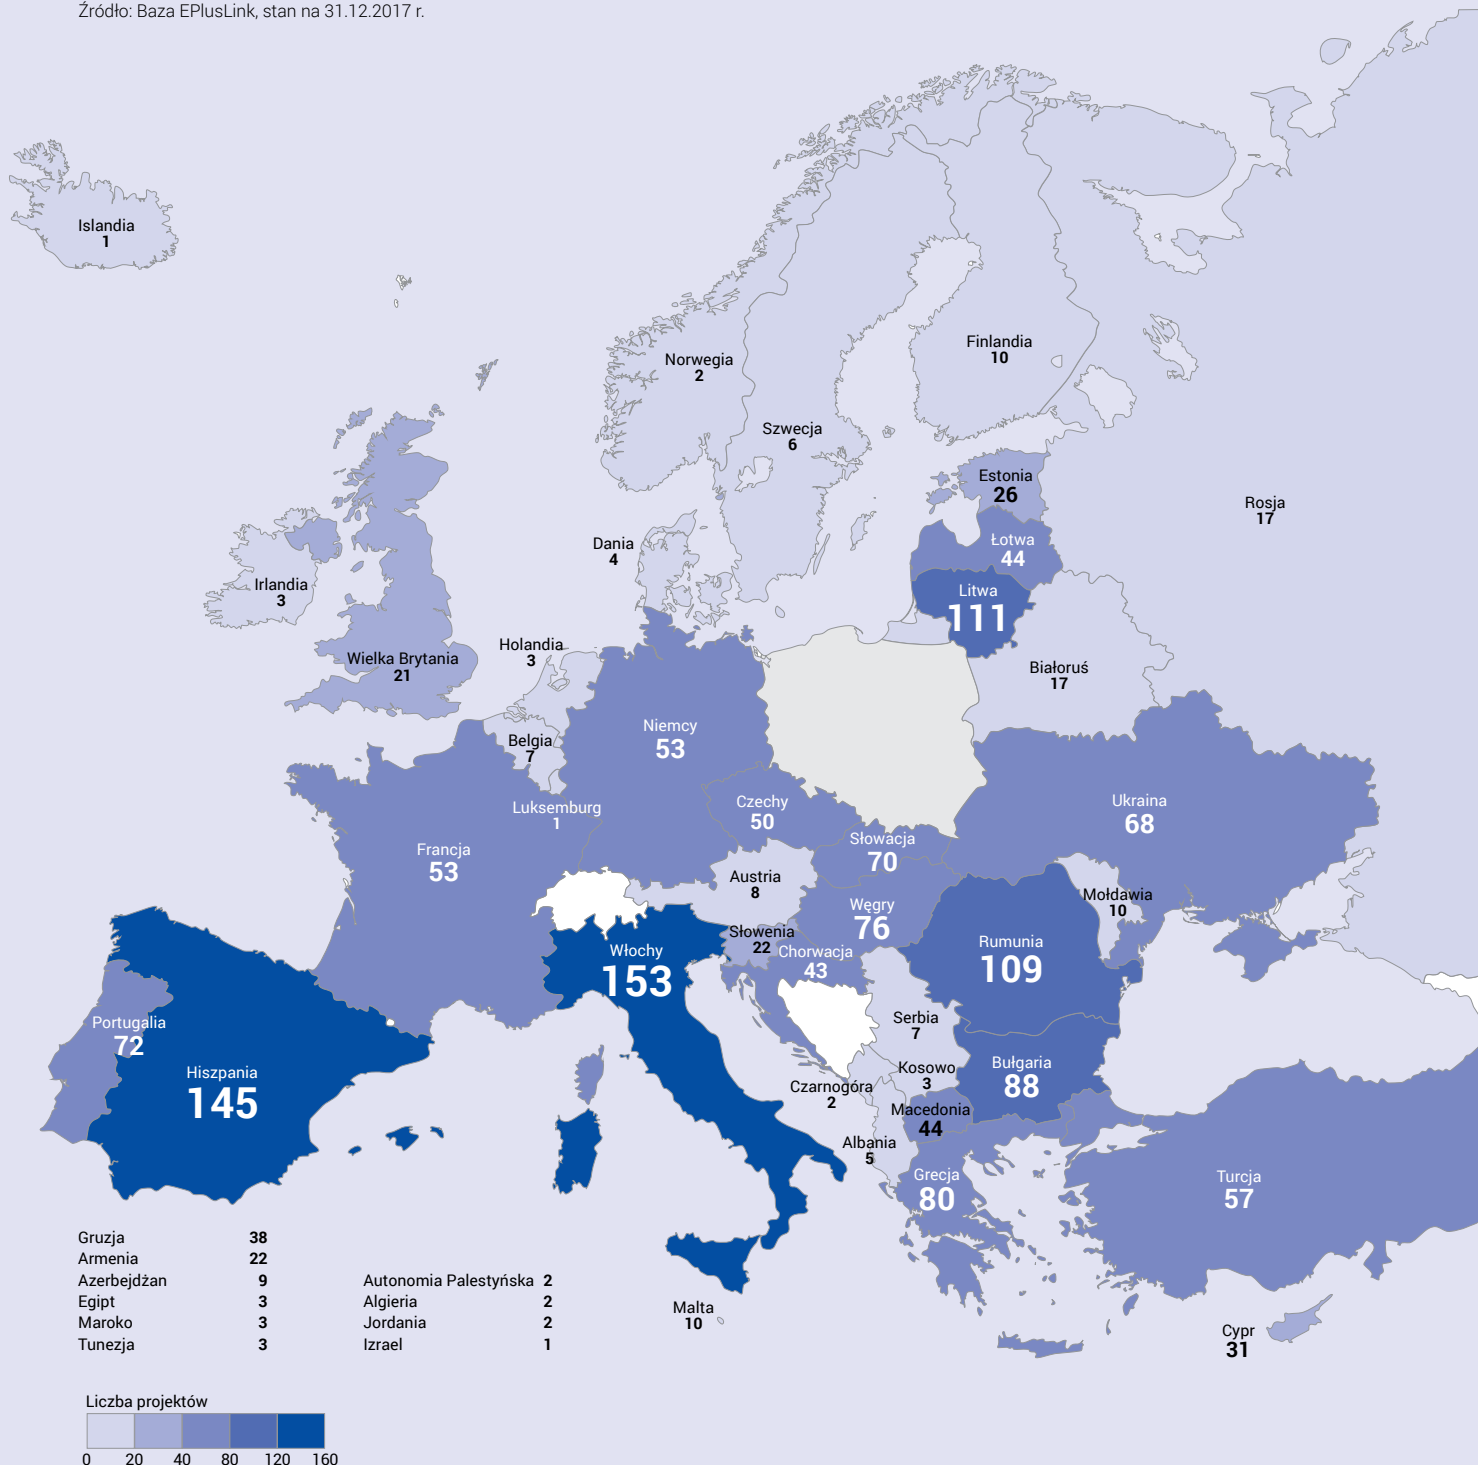 Źródło: Baza EPlusLink, stan na 31.12.2017 r.
Islandia
1
Norwegia
2
Finlandia
10
Szwecja
6
Estonia
26
Rosja
17
Łotwa
44
Dania
4
Irlandia
3
Litwa
111
Holandia
3
Wielka Brytania
21
Białoruś
17
Niemcy
53
Belgia
7
Luksemburg
1
Czechy
50
Ukraina
68
Słowacja
70
Francja
53
Austria
8
Mołdawia
10
Węgry
76
Słowenia
22
Włochy
153
Chorwacja
43
Rumunia
109
Portugalia
72
Serbia
7
Hiszpania
145
Kosowo
3
Bułgaria
88
Czarnogóra
2
Macedonia
44
Albania
5
Grecja
80
Turcja
57
Gruzja 38
Armenia 22
Azerbejdżan 9
Egipt 3
Maroko 3
Tunezja 3
Autonomia Palestyńska 2
Algieria 2
Jordania 2
Izrael 1
Malta
10
Cypr
31
Liczba projektów
0 20 40 80 120 160